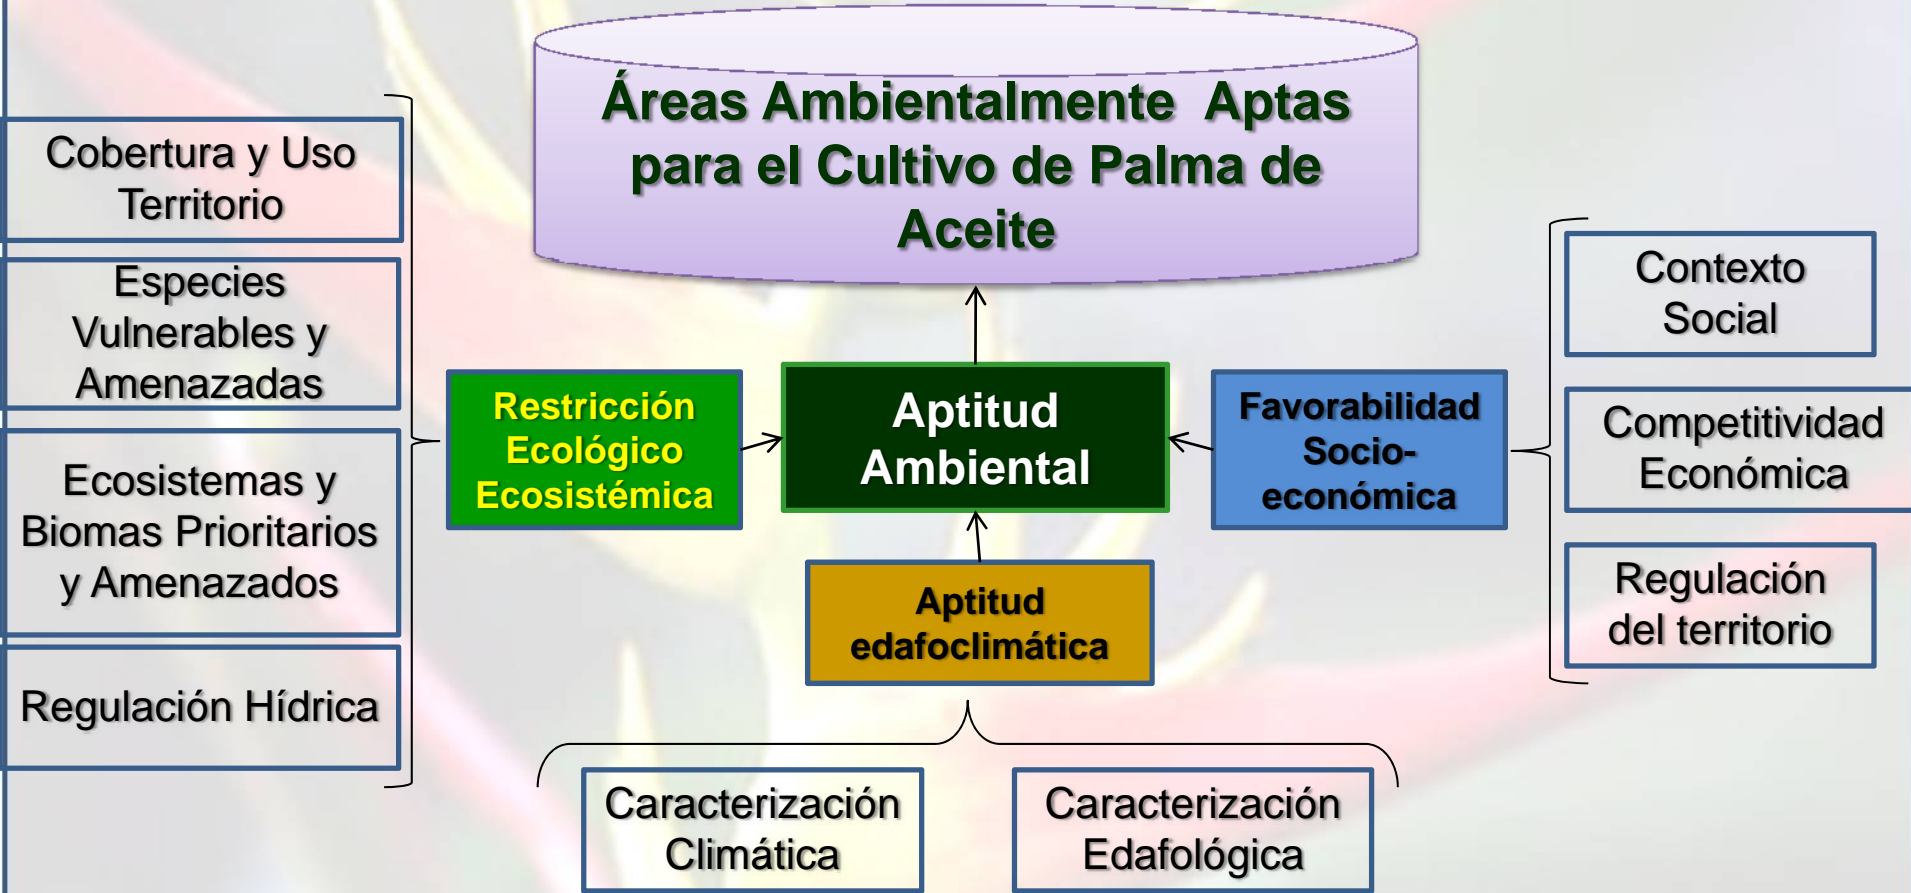 Áreas Ambientalmente Aptas
para el Cultivo de Palma de
Aceite
Cobertura y Uso
Territorio
Especies
Vulnerables y
Amenazadas
Ecosistemas y
Biomas Prioritarios
y Amenazados
Regulación Hídrica
Restricción
Ecológico
Ecosistémica
Aptitud
Ambiental
Favorabilidad
Socio-
económica
Aptitud
edafoclimática
Contexto
Social
Competitividad
Económica
Regulación
del territorio
Caracterización
Climática
Caracterización
Edafológica